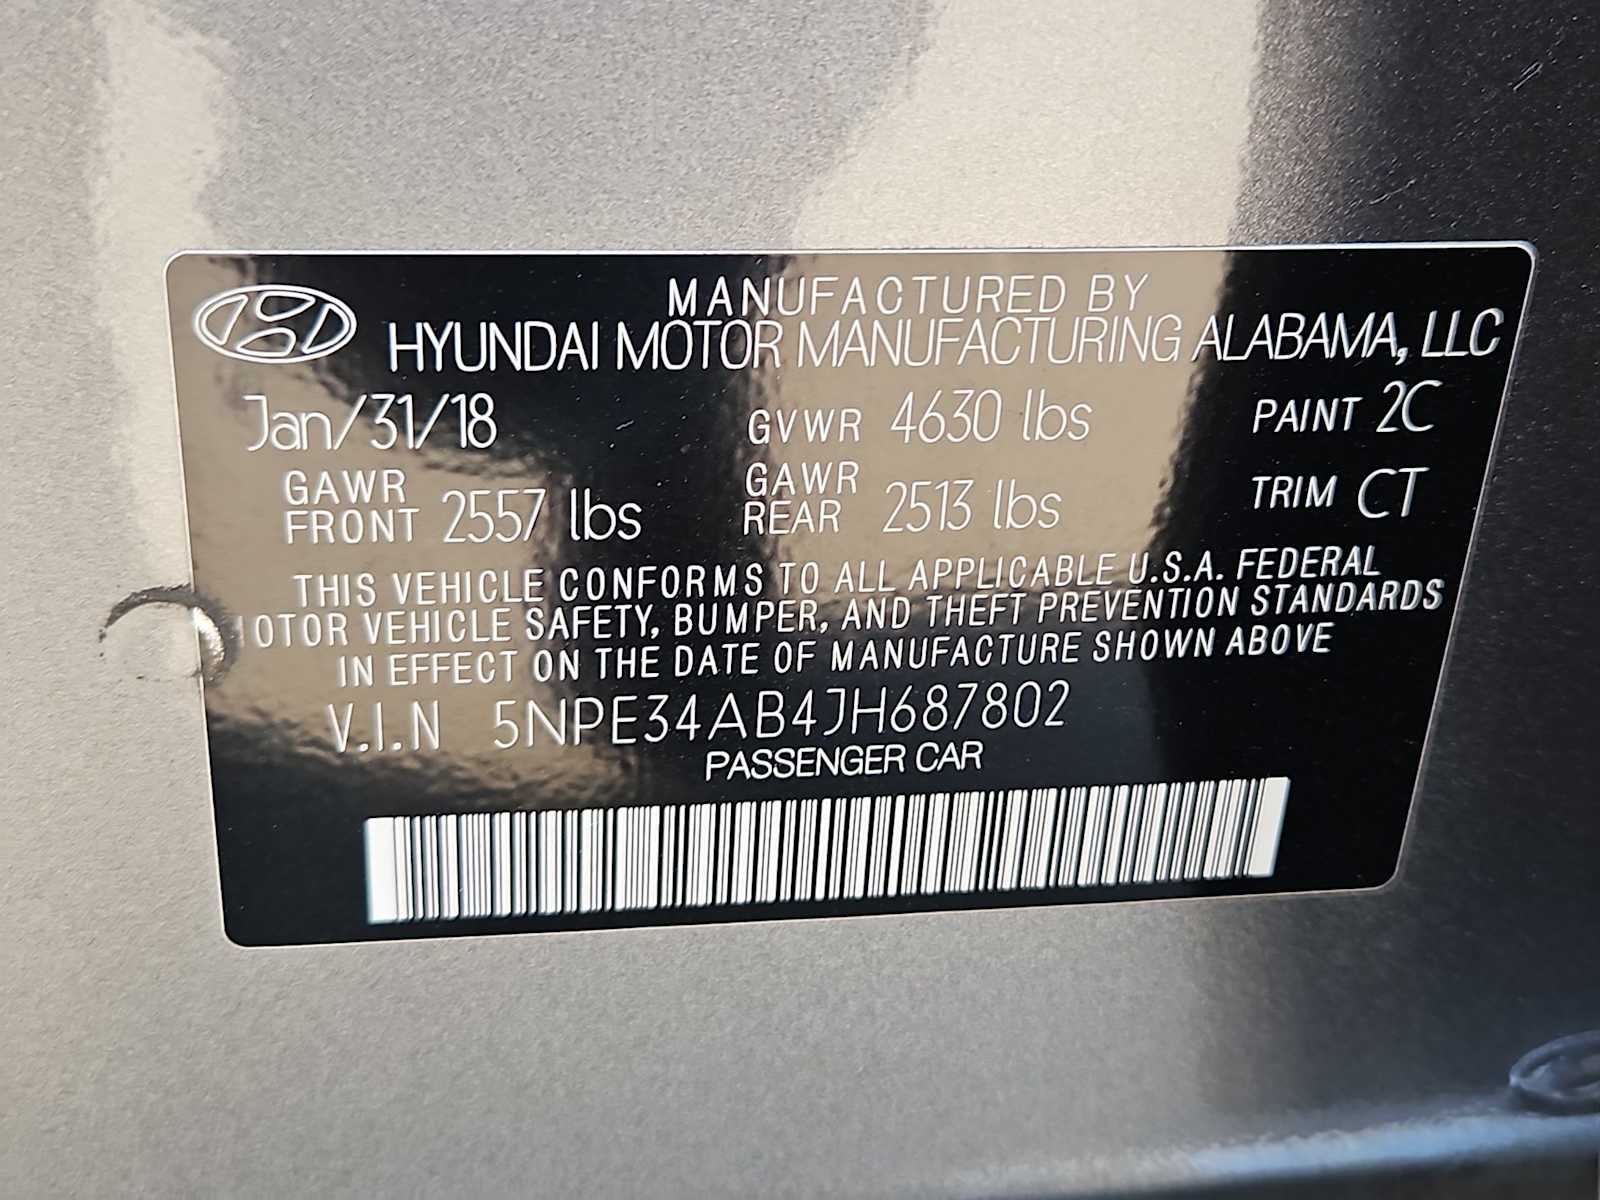 MANUFACTURED BY
HYUNDAI MOTOR MANUFACTURING ALABAMA, LLC
Jan/31/18 GVWR 4630 lbs PAINT 2C
GAWR FRONT 2557 lbs GAWR REAR 2513 lbs TRIM CT
THIS VEHICLE CONFORMS TO ALL APPLICABLE U.S.A. FEDERAL
OTOR VEHICLE SAFETY, BUMPER, AND THEFT PREVENTION STANDARDS
IN EFFECT ON THE DATE OF MANUFACTURE SHOWN ABOVE
V.I.N 5NPE34AB4JH687802
PASSENGER CAR